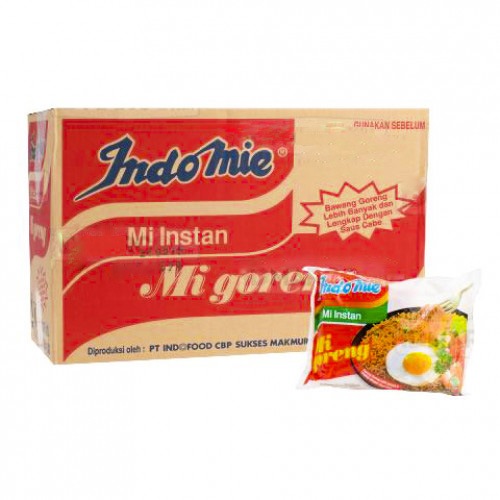 GUNAKAN SEBELUM
Indomie®
Bawang Goreng
Lebih Banyak dan
Lengkap Dengan
Saus Cabe
Mi Instan
Mi goreng
Diproduksi oleh : PT INDOFOOD CBP SUKSES MAKMUR
Indomie
Mi Instan
Mi
goreng